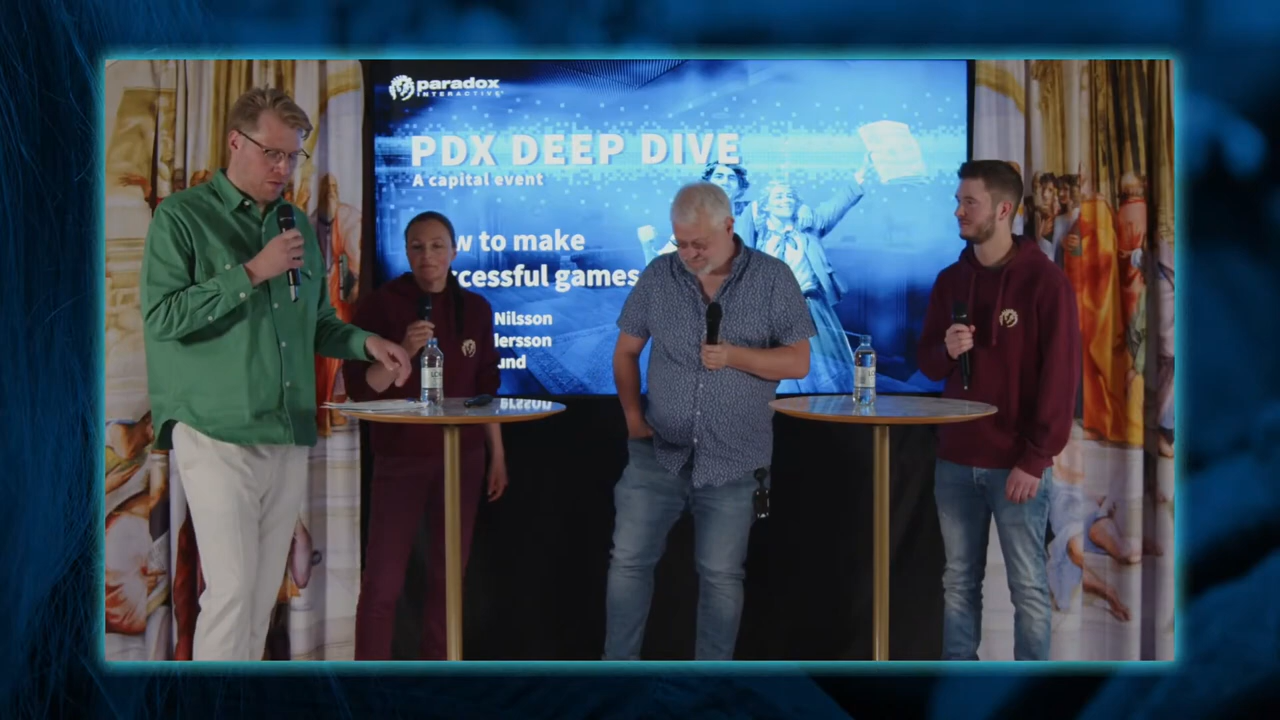 paradox
INTERACTIVE
PDX DEEP DIVE
A capital event
w to make
ccessful games
Nilsson
lersson
und